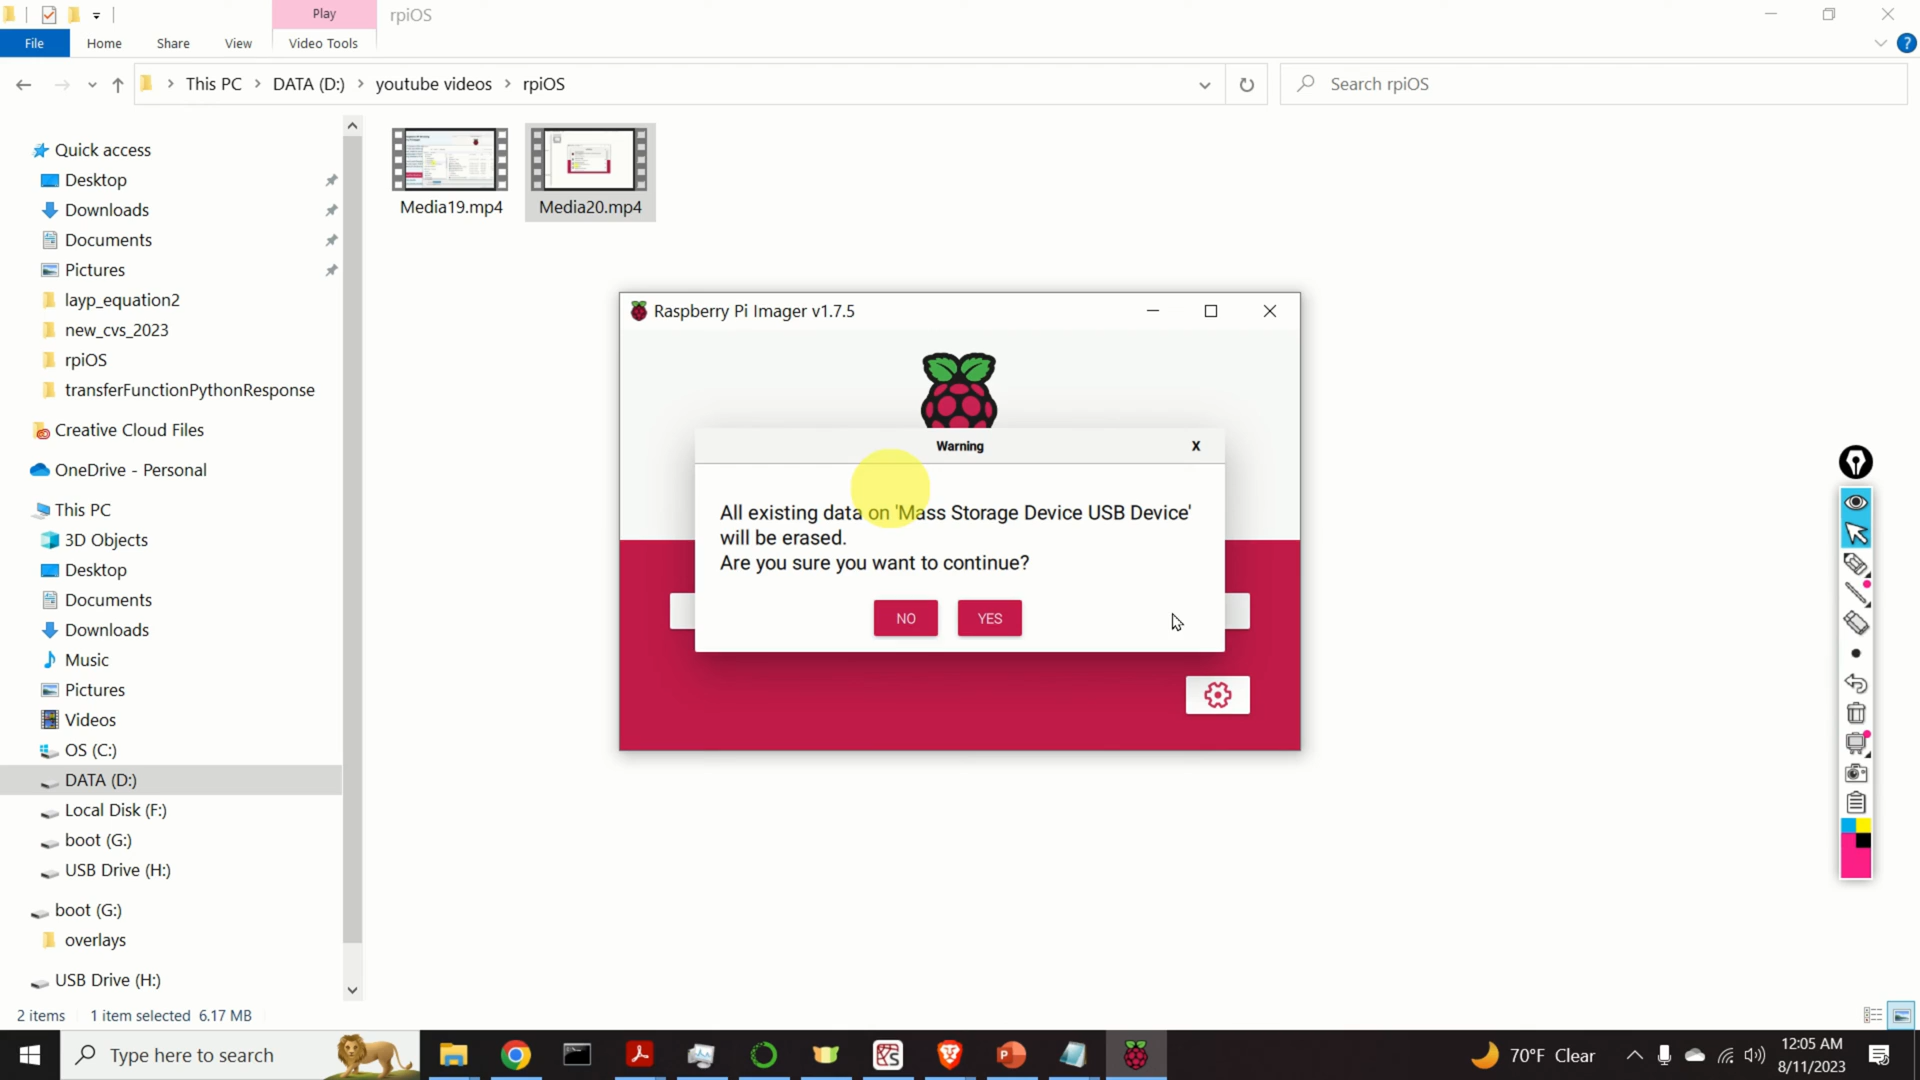 Play
rpiOS
File
Home
Share
View
Video Tools
This PC
DATA (D:)
youtube videos
rpiOS
Search rpiOS
Quick access
Desktop
Downloads
Documents
Pictures
layp_equation2
new_cvs_2023
rpiOS
transferFunctionPythonResponse
Creative Cloud Files
OneDrive - Personal
This PC
3D Objects
Desktop
Documents
Downloads
Music
Pictures
Videos
OS (C:)
DATA (D:)
Local Disk (F:)
boot (G:)
USB Drive (H:)
boot (G:)
overlays
USB Drive (H:)
Media19.mp4
Media20.mp4
Raspberry Pi Imager v1.7.5
Warning
X
All existing data on 'Mass Storage Device USB Device'
will be erased.
Are you sure you want to continue?
NO
YES
2 items
1 item selected 6.17 MB
Type here to search
70°F Clear
12:05 AM
8/11/2023